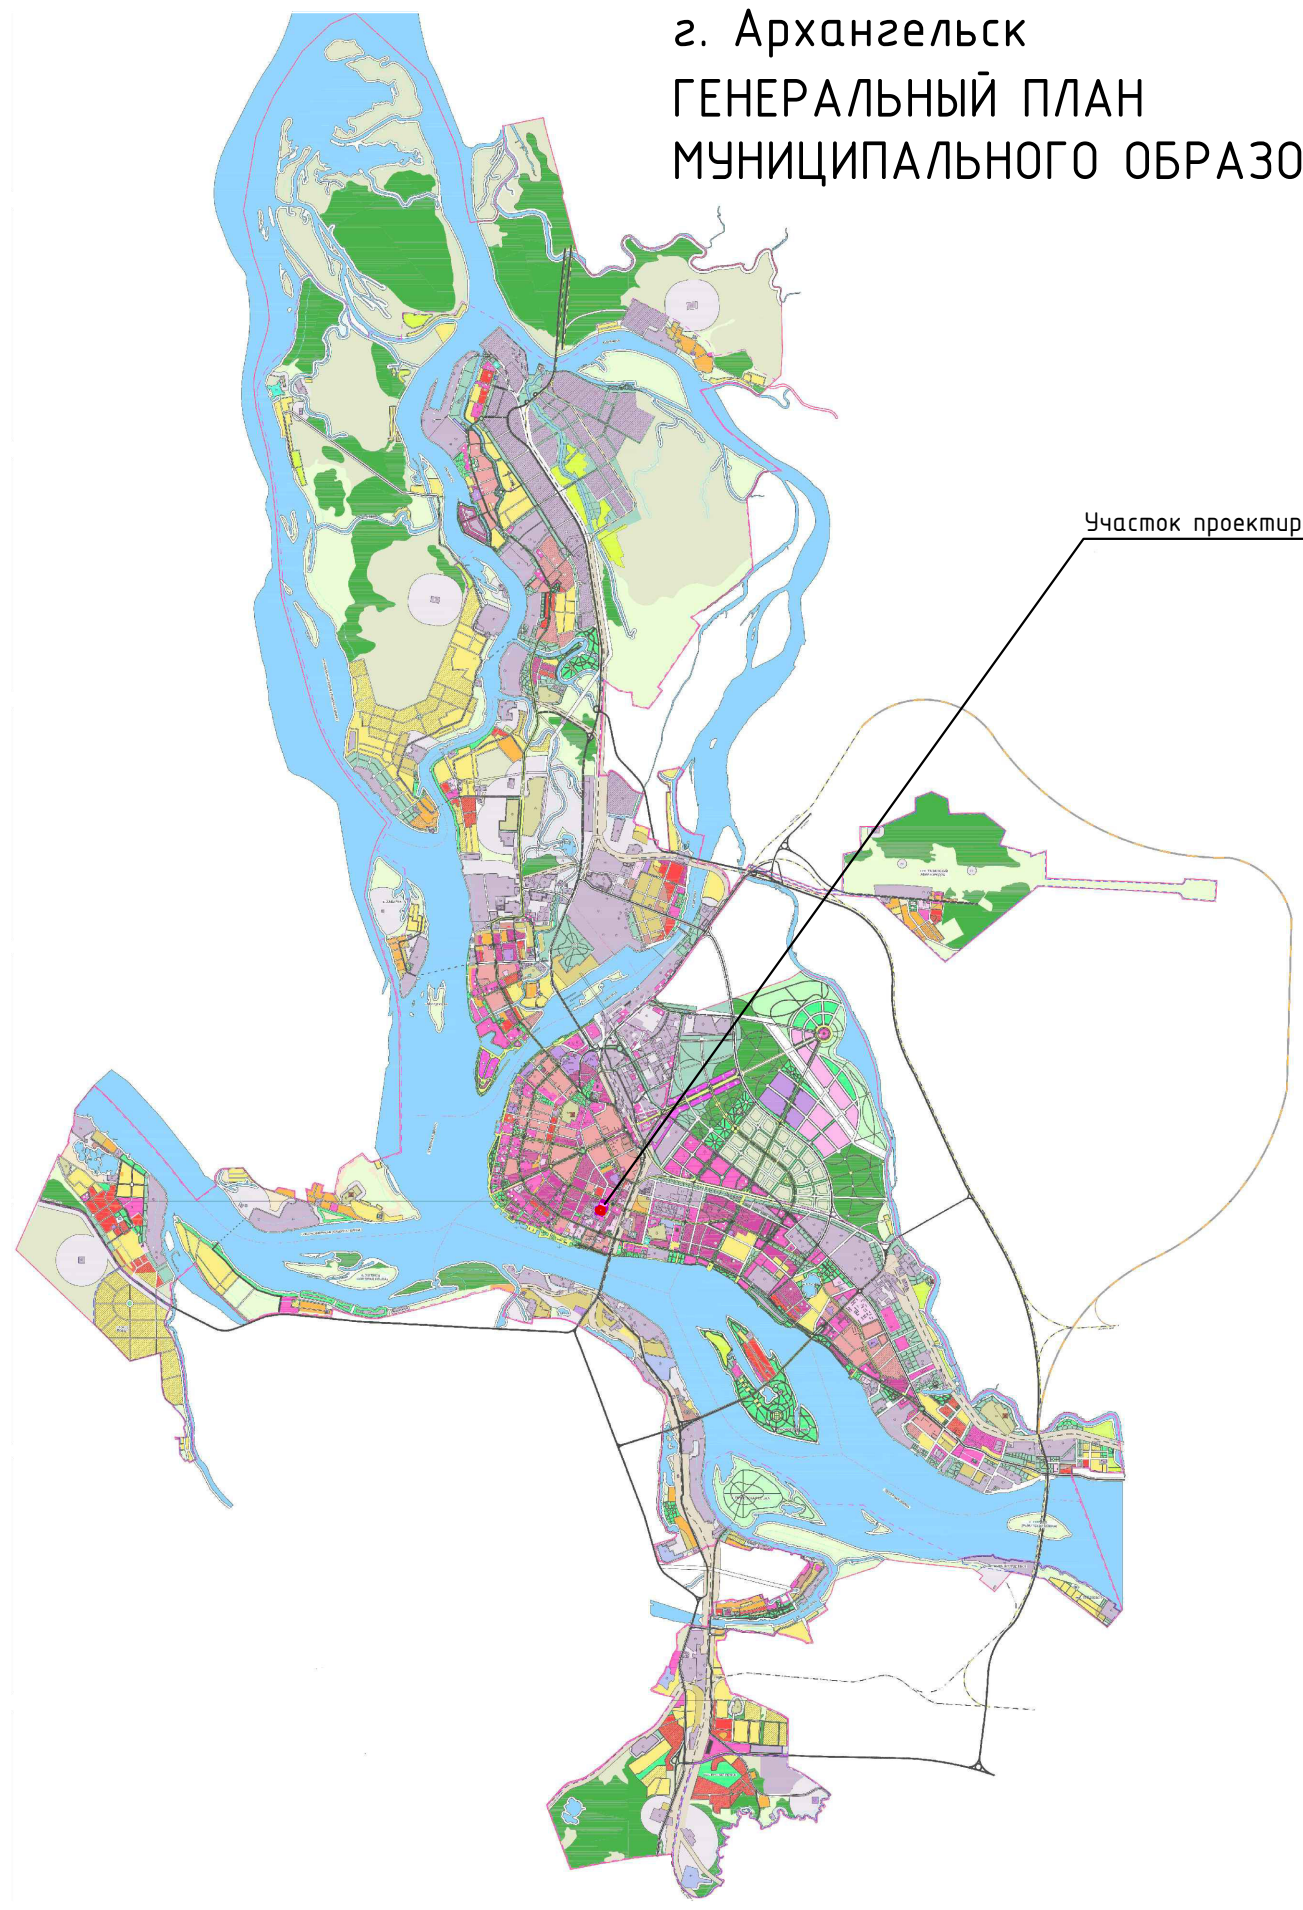 г. Архангельск
ГЕНЕРАЛЬНЫЙ ПЛАН
МУНИЦИПАЛЬНОГО ОБРАЗО
Участок проектир